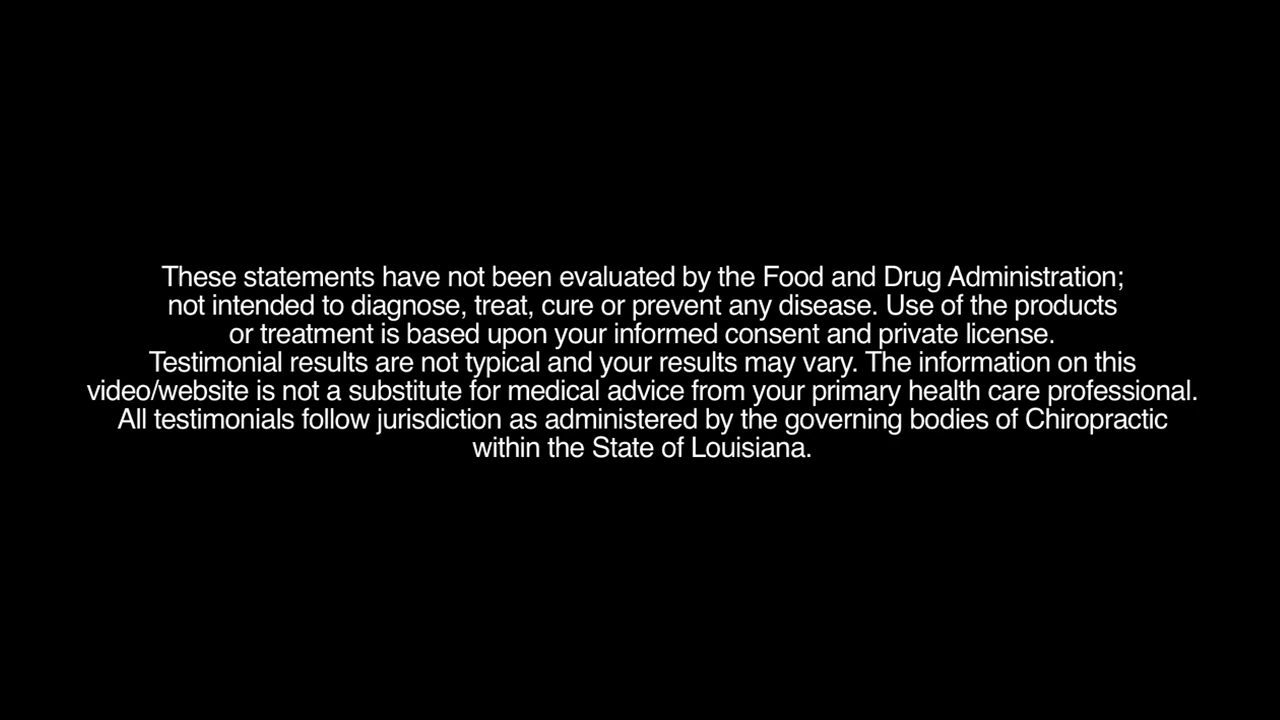 These statements have not been evaluated by the Food and Drug Administration;
not intended to diagnose, treat, cure or prevent any disease. Use of the products
or treatment is based upon your informed consent and private license.
Testimonial results are not typical and your results may vary. The information on this
video/website is not a substitute for medical advice from your primary health care professional.
All testimonials follow jurisdiction as administered by the governing bodies of Chiropractic
within the State of Louisiana.